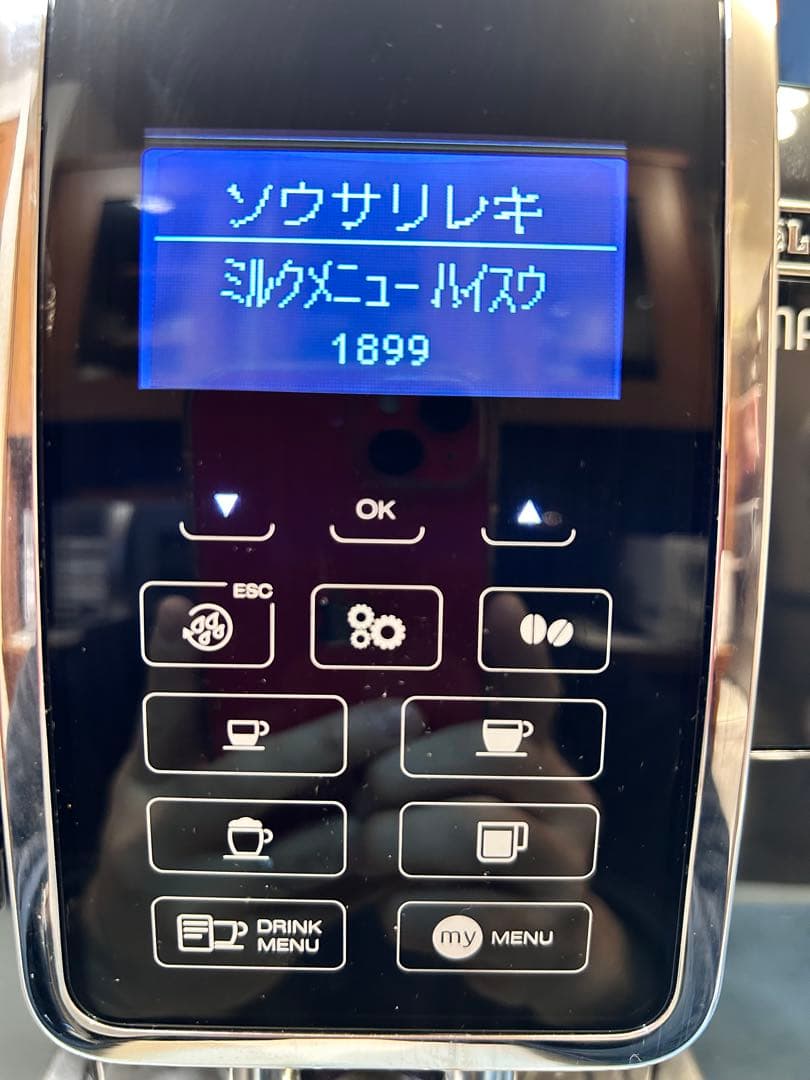 ソウサリレキ
ミルクメニュー ハイスウ
1899
▼ OK ▲
ESC
DRINK
MENU
my MENU